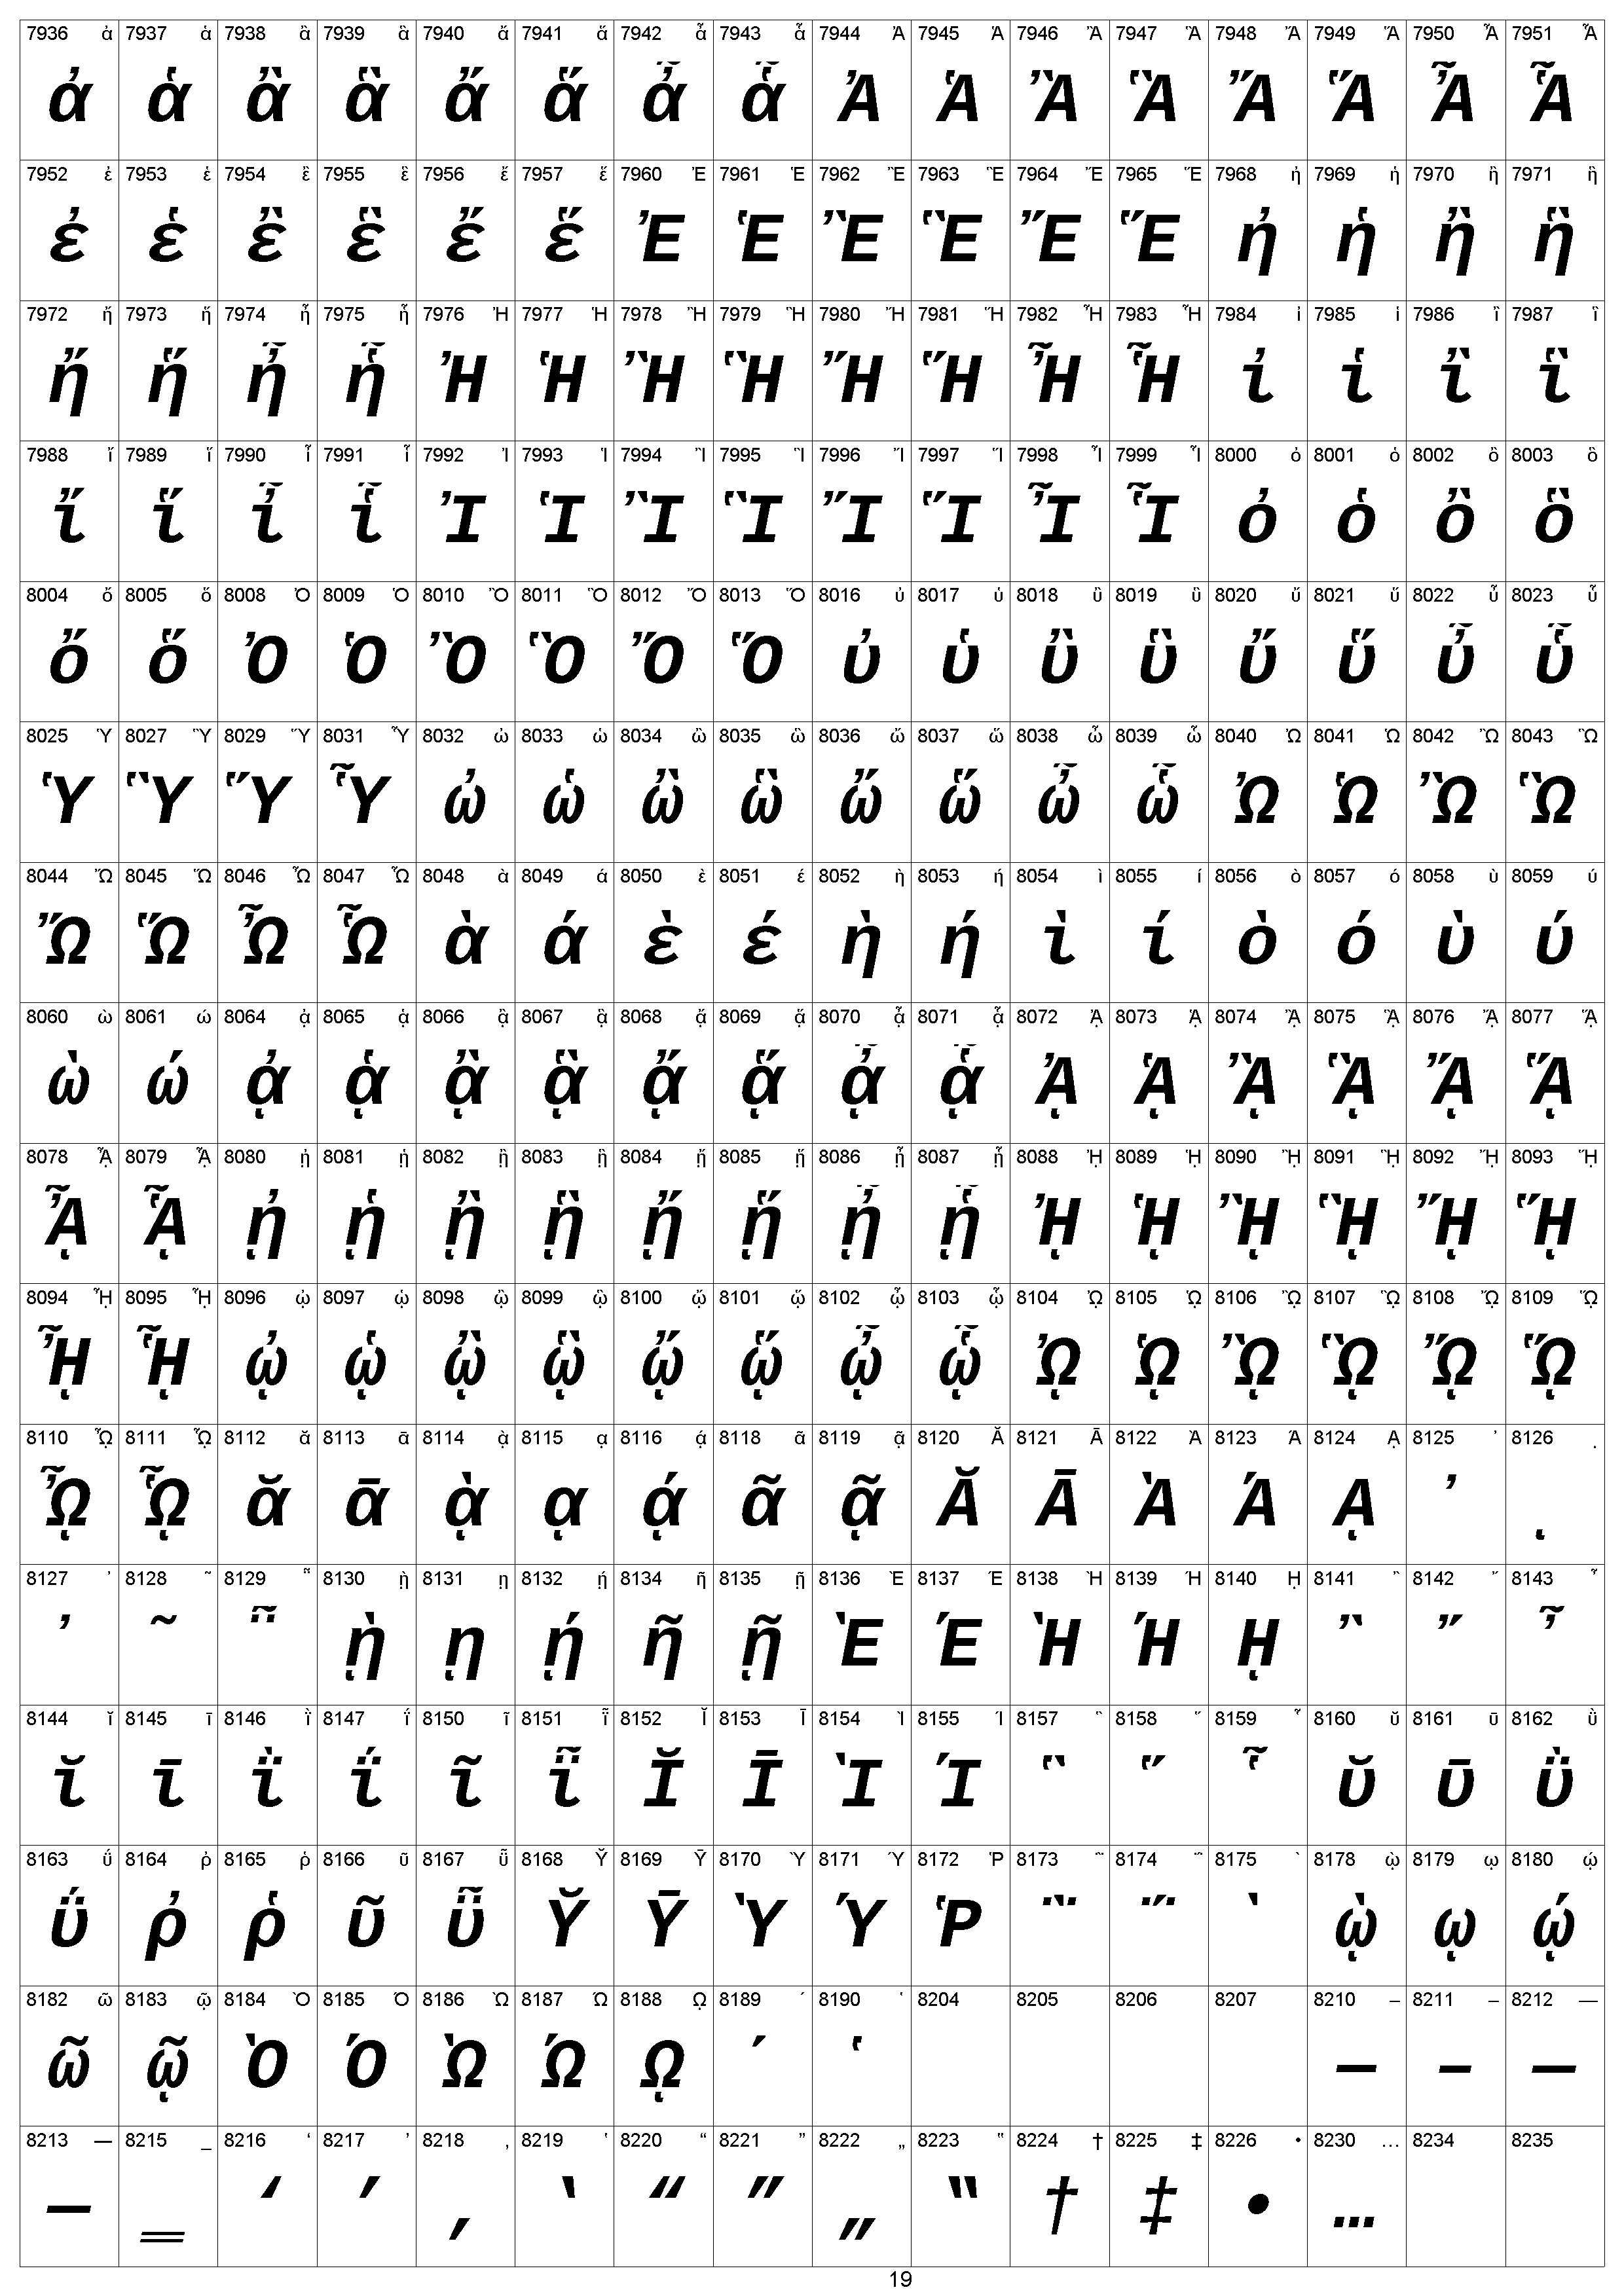 7936 ἀ 7937 ἁ 7938 ἂ 7939 ἃ 7940 ἄ 7941 ἅ 7942 ἆ 7943 ἇ 7944 Ἀ 7945 Ἁ 7946 Ἂ 7947 Ἃ 7948 Ἄ 7949 Ἅ 7950 Ἆ 7951 Ἇ
ἀ ἁ ἂ ἃ ἄ ἅ ἆ ἇ Ἀ Ἁ Ἂ Ἃ Ἄ Ἅ Ἆ Ἇ
7952 ἐ 7953 ἑ 7954 ἒ 7955 ἓ 7956 ἔ 7957 ἕ 7960 Ἐ 7961 Ἑ 7962 Ἒ 7963 Ἓ 7964 Ἔ 7965 Ἕ 7968 ἠ 7969 ἡ 7970 ἢ 7971 ἣ
ἐ ἑ ἒ ἓ ἔ ἕ Ἐ Ἑ Ἒ Ἓ Ἔ Ἕ ἠ ἡ ἢ ἣ
7972 ἤ 7973 ἥ 7974 ἦ 7975 ἧ 7976 Ἠ 7977 Ἡ 7978 Ἢ 7979 Ἣ 7980 Ἤ 7981 Ἥ 7982 Ἦ 7983 Ἧ 7984 ἰ 7985 ἱ 7986 ἲ 7987 ἳ
ἤ ἥ ἦ ἧ Ἠ Ἡ Ἢ Ἣ Ἤ Ἥ Ἦ Ἧ ἰ ἱ ἲ ἳ
7988 ἴ 7989 ἵ 7990 ἶ 7991 ἷ 7992 Ἰ 7993 Ἱ 7994 Ἲ 7995 Ἳ 7996 Ἴ 7997 Ἵ 7998 Ἶ 7999 Ἷ 8000 ὀ 8001 ὁ 8002 ὂ 8003 ὃ
ἴ ἵ ἶ ἷ Ἰ Ἱ Ἲ Ἳ Ἴ Ἵ Ἶ Ἷ ὀ ὁ ὂ ὃ
8004 ὄ 8005 ὅ 8008 Ὀ 8009 Ὁ 8010 Ὂ 8011 Ὃ 8012 Ὄ 8013 Ὅ 8016 ὐ 8017 ὑ 8018 ὒ 8019 ὓ 8020 ὔ 8021 ὕ 8022 ὖ 8023 ὗ
ὄ ὅ Ὀ Ὁ Ὂ Ὃ Ὄ Ὅ ὐ ὑ ὒ ὓ ὔ ὕ ὖ ὗ
8025 Ὑ 8027 Ὓ 8029 Ὕ 8031 Ὗ 8032 ὠ 8033 ὡ 8034 ὢ 8035 ὣ 8036 ὤ 8037 ὥ 8038 ὦ 8039 ὧ 8040 Ὠ 8041 Ὡ 8042 Ὢ 8043 Ὣ
Ὑ Ὓ Ὕ Ὗ ὠ ὡ ὢ ὣ ὤ ὥ ὦ ὧ Ὠ Ὡ Ὢ Ὣ
8044 Ὤ 8045 Ὥ 8046 Ὦ 8047 Ὧ 8048 ὰ 8049 ά 8050 ὲ 8051 έ 8052 ὴ 8053 ή 8054 ὶ 8055 ί 8056 ὸ 8057 ό 8058 ὺ 8059 ύ
Ὤ Ὥ Ὦ Ὧ ὰ ά ὲ έ ὴ ή ὶ ί ὸ ό ὺ ύ
8060 ὼ 8061 ώ 8064 ᾀ 8065 ᾁ 8066 ᾂ 8067 ᾃ 8068 ᾄ 8069 ᾅ 8070 ᾆ 8071 ᾇ 8072 ᾈ 8073 ᾉ 8074 ᾊ 8075 ᾋ 8076 ᾌ 8077 ᾍ
ὼ ώ ᾀ ᾁ ᾂ ᾃ ᾄ ᾅ ᾆ ᾇ ᾈ ᾉ ᾊ ᾋ ᾌ ᾍ
8078 ᾎ 8079 ᾏ 8080 ᾐ 8081 ᾑ 8082 ᾒ 8083 ᾓ 8084 ᾔ 8085 ᾕ 8086 ᾖ 8087 ᾗ 8088 ᾘ 8089 ᾙ 8090 ᾚ 8091 ᾛ 8092 ᾜ 8093 ᾝ
ᾎ ᾏ ᾐ ᾑ ᾒ ᾓ ᾔ ᾕ ᾖ ᾗ ᾘ ᾙ ᾚ ᾛ ᾜ ᾝ
8094 ᾞ 8095 ᾟ 8096 ᾠ 8097 ᾡ 8098 ᾢ 8099 ᾣ 8100 ᾤ 8101 ᾥ 8102 ᾦ 8103 ᾧ 8104 ᾨ 8105 ᾩ 8106 ᾪ 8107 ᾫ 8108 ᾬ 8109 ᾭ
ᾞ ᾟ ᾠ ᾡ ᾢ ᾣ ᾤ ᾥ ᾦ ᾧ ᾨ ᾩ ᾪ ᾫ ᾬ ᾭ
8110 ᾮ 8111 ᾯ 8112 ᾰ 8113 ᾱ 8114 ᾲ 8115 ᾳ 8116 ᾴ 8118 ᾶ 8119 ᾷ 8120 Ᾰ 8121 Ᾱ 8122 Ὰ 8123 Ά 8124 ᾼ 8125 ᾽ 8126 ι
ᾮ ᾯ ᾰ ᾱ ᾲ ᾳ ᾴ ᾶ ᾷ Ᾰ Ᾱ Ὰ Ά ᾼ ᾽ ι
8127 ᾿ 8128 ῀ 8129 ῁ 8130 ῂ 8131 ῃ 8132 ῄ 8134 ῆ 8135 ῇ 8136 Ὲ 8137 Έ 8138 Ὴ 8139 Ή 8140 ῌ 8141 ῍ 8142 ῎ 8143 ῏
᾿ ῀ ῁ ῂ ῃ ῄ ῆ ῇ Ὲ Έ Ὴ Ή ῌ ῍ ῎ ῏
8144 ῐ 8145 ῑ 8146 ῒ 8147 ΐ 8150 ῖ 8151 ῗ 8152 Ῐ 8153 Ῑ 8154 Ὶ 8155 Ί 8157 ῝ 8158 ῞ 8159 ῟ 8160 ῠ 8161 ῡ 8162 ῢ
ῐ ῑ ῒ ΐ ῖ ῗ Ῐ Ῑ Ὶ Ί ῝ ῞ ῟ ῠ ῡ ῢ
8163 ΰ 8164 ῤ 8165 ῥ 8166 ῦ 8167 ῧ 8168 Ῠ 8169 Ῡ 8170 Ὺ 8171 Ύ 8172 Ῥ 8173 ῭ 8174 ΅ 8175 ` 8178 ῲ 8179 ῳ 8180 ῴ
ΰ ῤ ῥ ῦ ῧ Ῠ Ῡ Ὺ Ύ Ῥ ῭ ΅ ` ῲ ῳ ῴ
8182 ῶ 8183 ῷ 8184 Ὸ 8185 Ό 8186 Ὼ 8187 Ώ 8188 ῼ 8189 ´ 8190 ῾ 8204 8205 8206 8207 8210 ‒ 8211 – 8212 —
ῶ ῷ Ὸ Ό Ὼ Ώ ῼ ´ ῾ ‒ – —
8213 ― 8215 ‗ 8216 ‘ 8217 ’ 8218 ‚ 8219 ‛ 8220 “ 8221 ” 8222 „ 8223 ‟ 8224 † 8225 ‡ 8226 • 8230 … 8234 8235
― ‗ ‘ ’ ‚ ‛ “ ” „ ‟ † ‡ • …
19